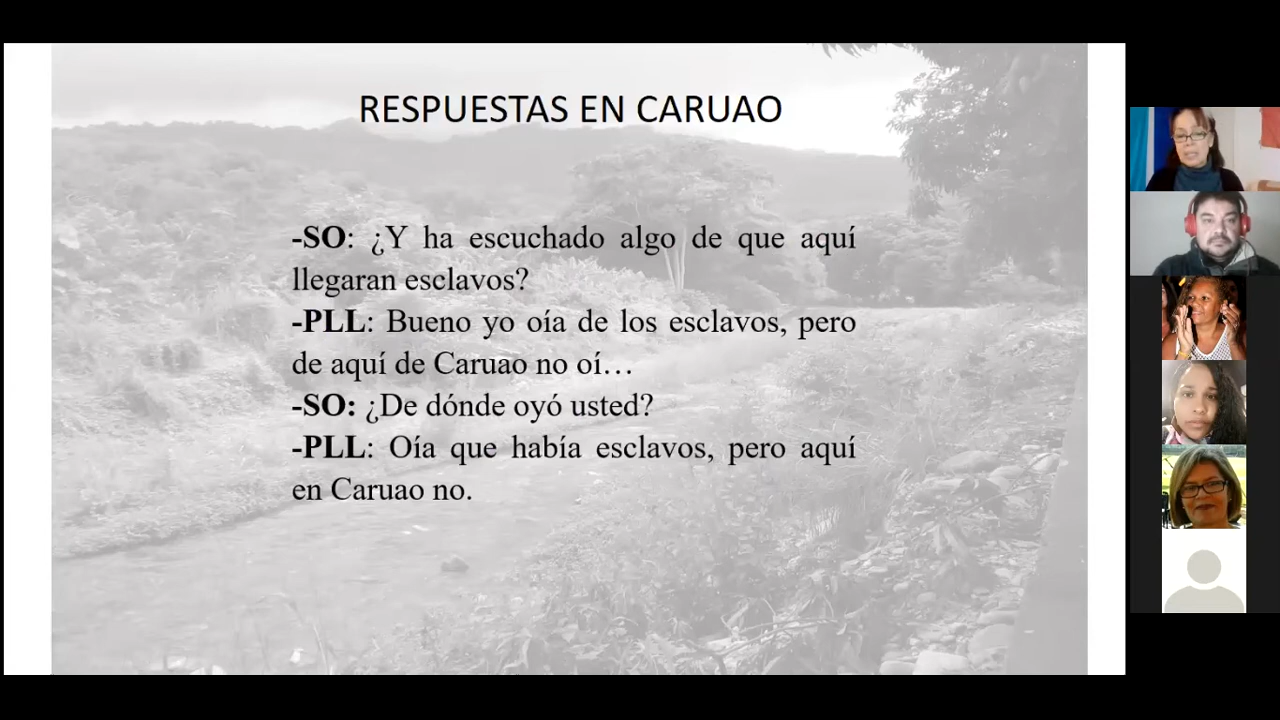 RESPUESTAS EN CARUAO
-SO: ¿Y ha escuchado algo de que aquí
llegaran esclavos?
-PLL: Bueno yo oía de los esclavos, pero
de aquí de Caruao no oí…
-SO: ¿De dónde oyó usted?
-PLL: Oía que había esclavos, pero aquí
en Caruao no.